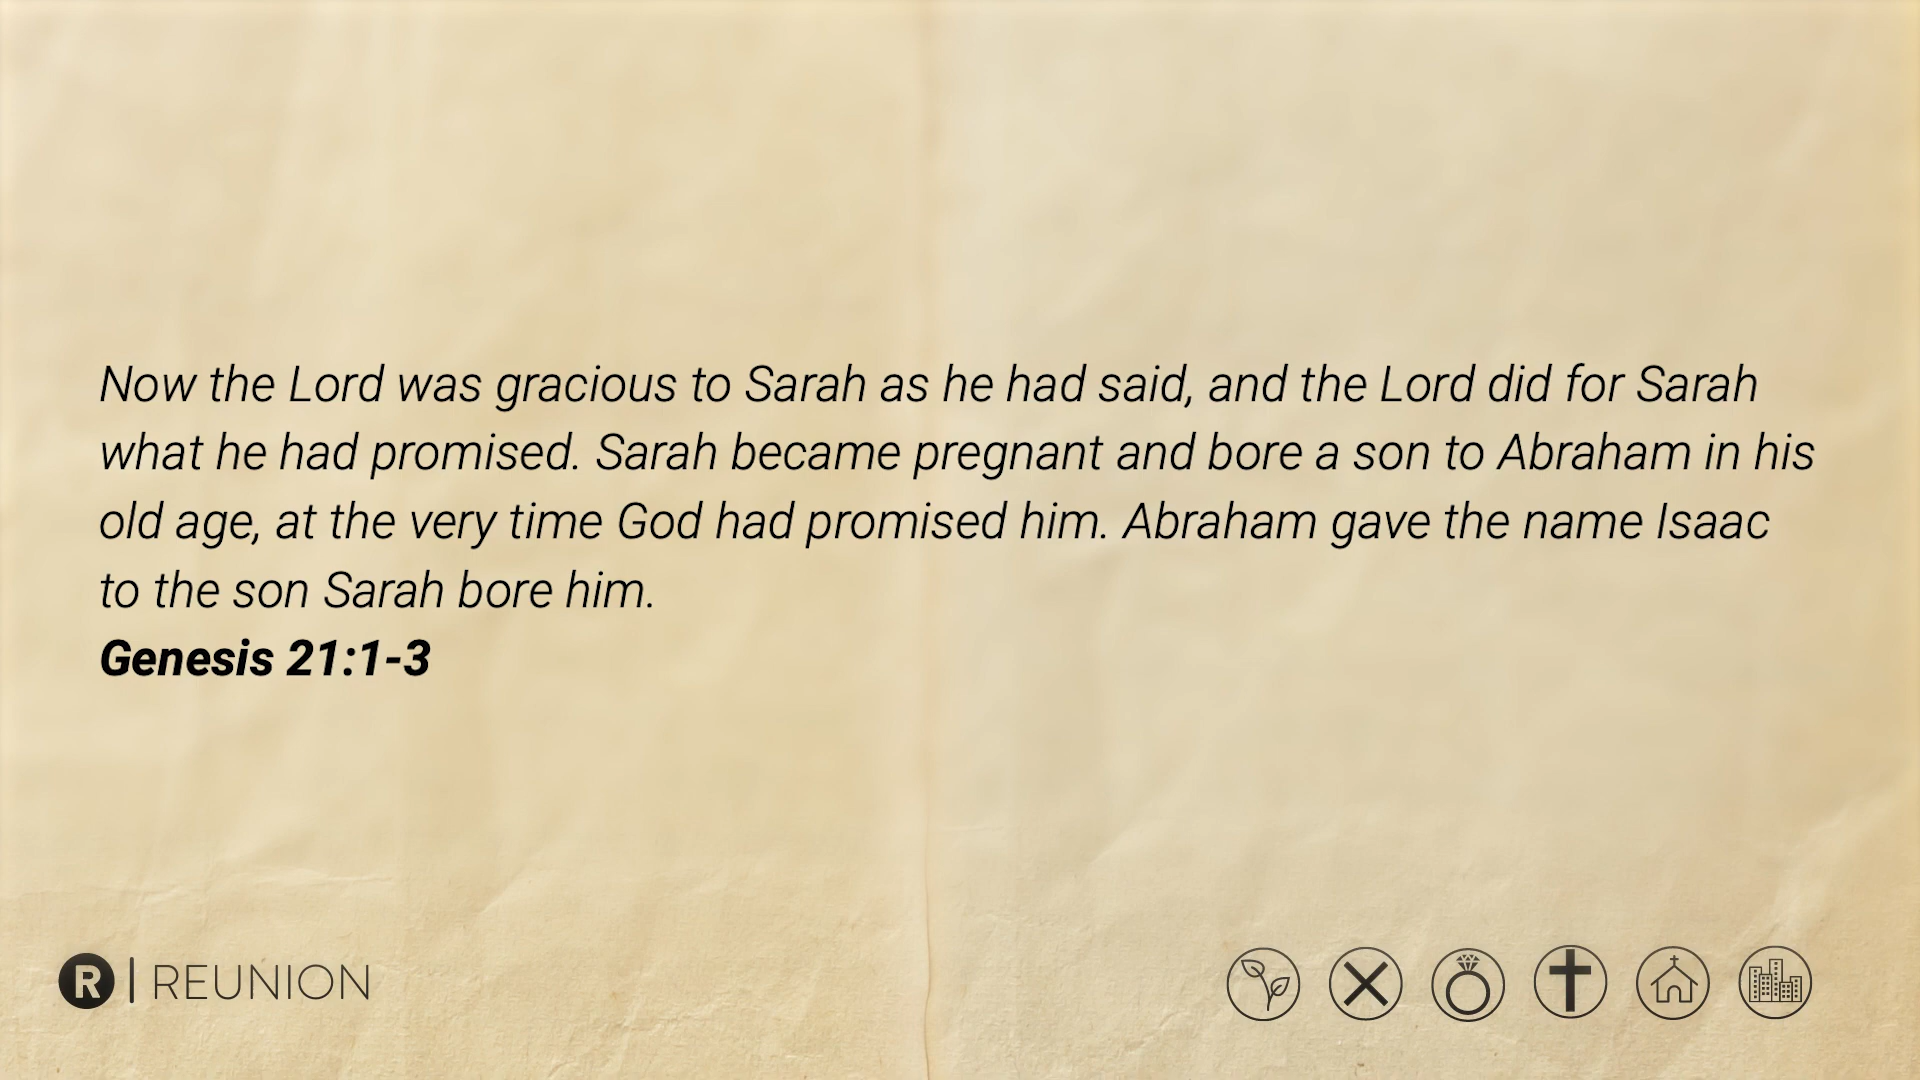 Now the Lord was gracious to Sarah as he had said, and the Lord did for Sarah
what he had promised. Sarah became pregnant and bore a son to Abraham in his
old age, at the very time God had promised him. Abraham gave the name Isaac
to the son Sarah bore him.
Genesis 21:1-3
R | REUNION